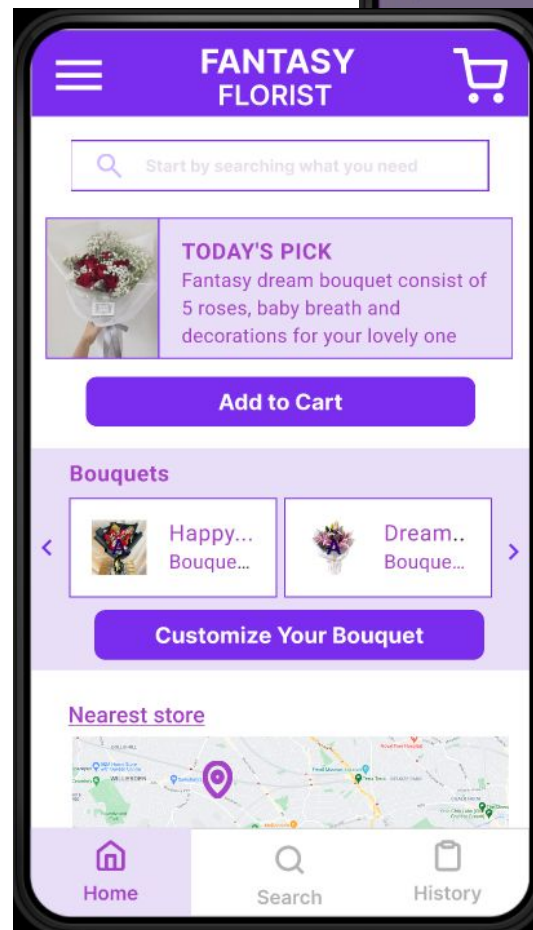 FANTASY
FLORIST
Start by searching what you need
TODAY'S PICK
Fantasy dream bouquet consist of
5 roses, baby breath and
decorations for your lovely one
Add to Cart
Bouquets
Happy...
Bouque...
Dream..
Bouque...
Customize Your Bouquet
Nearest store
Home
Search
History